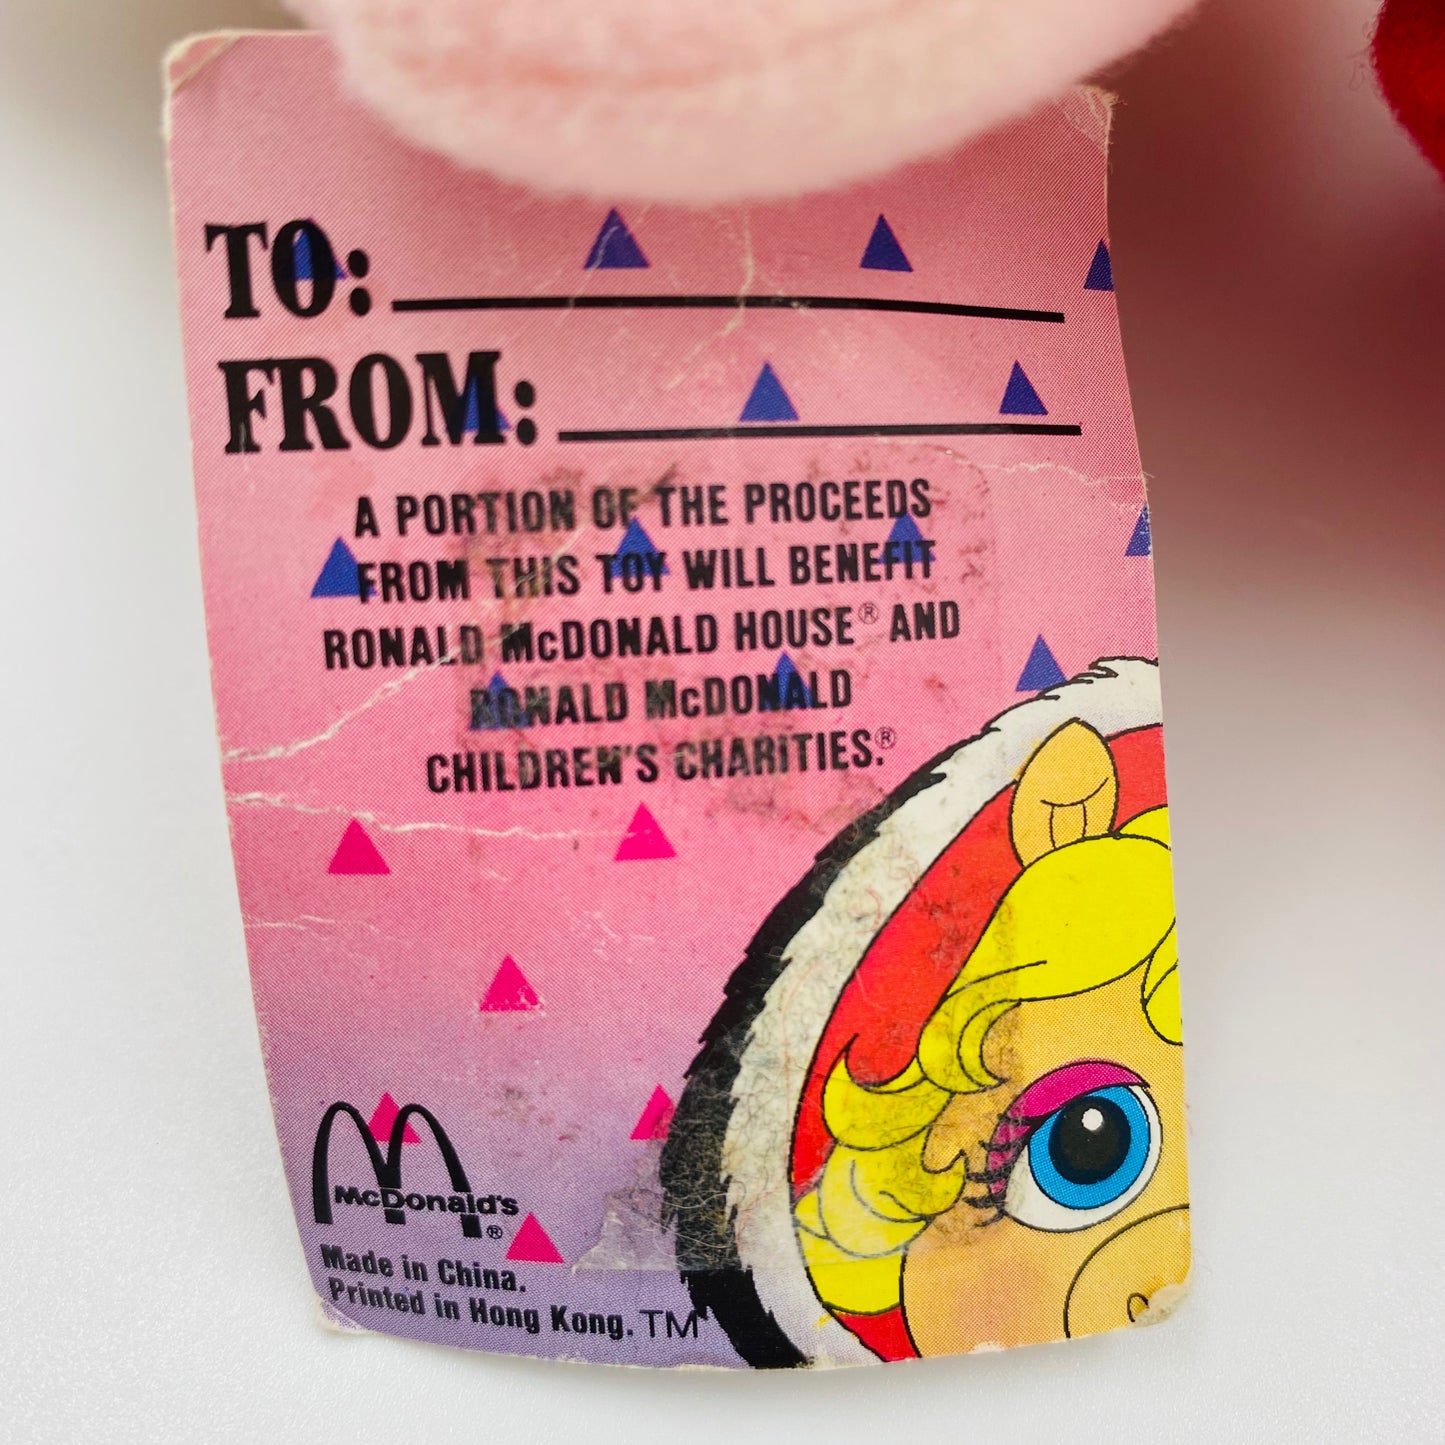 TO:
FROM:
A PORTION OF THE PROCEEDS
FROM THIS TOY WILL BENEFIT
RONALD McDONALD HOUSE® AND
RONALD McDONALD
CHILDREN'S CHARITIES.®
McDonald's ®
Made in China.
Printed in Hong Kong. TM